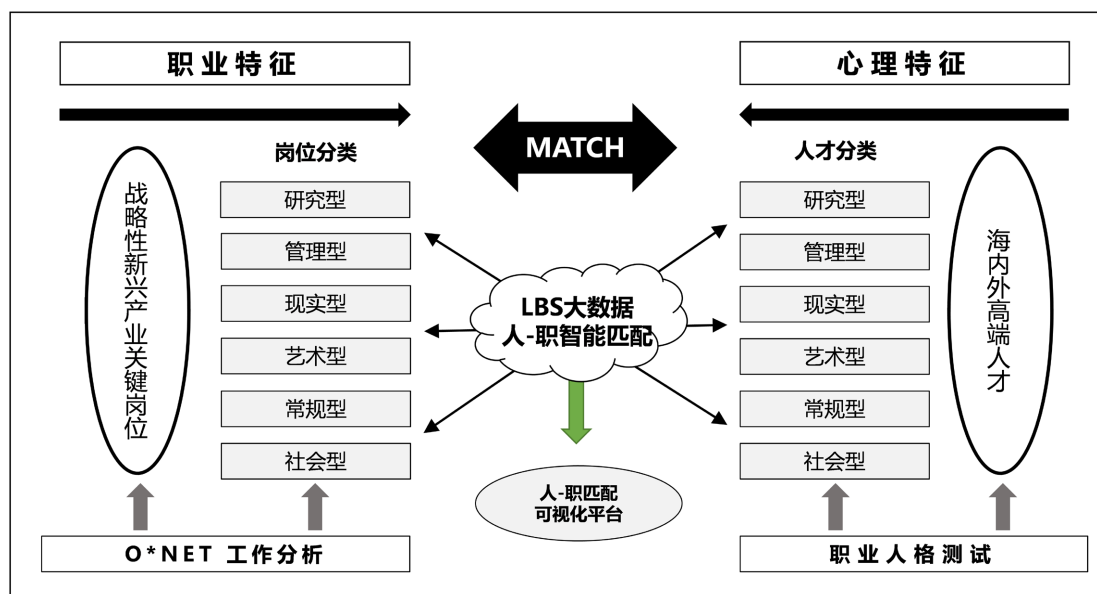 职业特征
心理特征
MATCH
岗位分类
研究型
管理型
现实型
艺术型
常规型
社会型
战略性新兴产业关键岗位
LBS大数据
人-职智能匹配
人-职匹配
可视化平台
人才分类
研究型
管理型
现实型
艺术型
常规型
社会型
海内外高端人才
O*NET 工作分析
职业人格测试